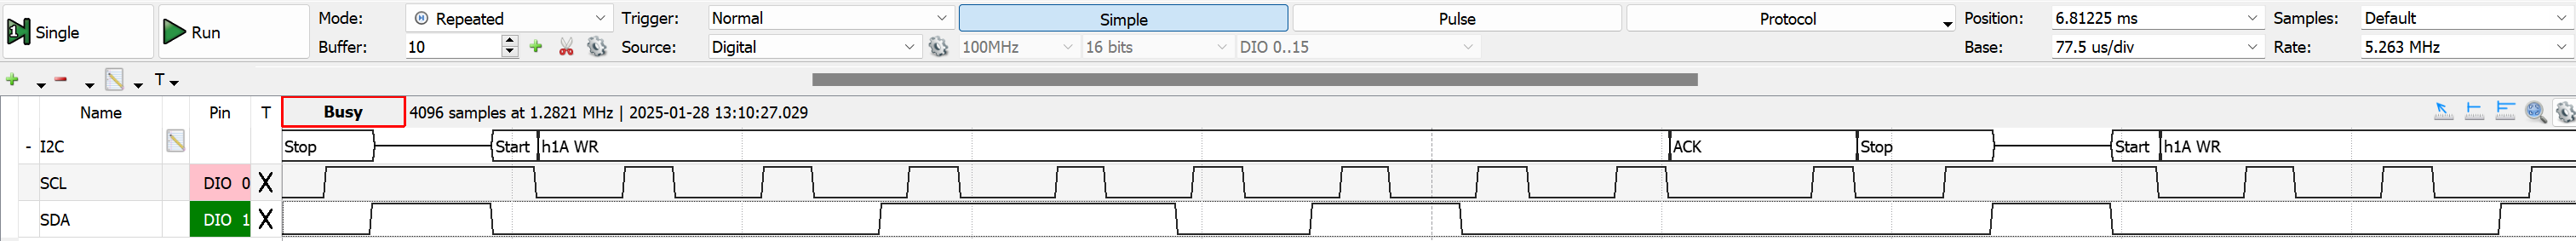 Single Run Mode: Repeated Trigger: Normal Simple Pulse Protocol Position: 6.81225 ms Samples: Default
Buffer: 10 Source: Digital 100MHz 16 bits DIO 0..15 Base: 77.5 us/div Rate: 5.263 MHz
T
Name Pin T Busy 4096 samples at 1.2821 MHz | 2025-01-28 13:10:27.029
- I2C Stop Start h1A WR ACK Stop Start h1A WR
SCL DIO 0 X
SDA DIO 1 X